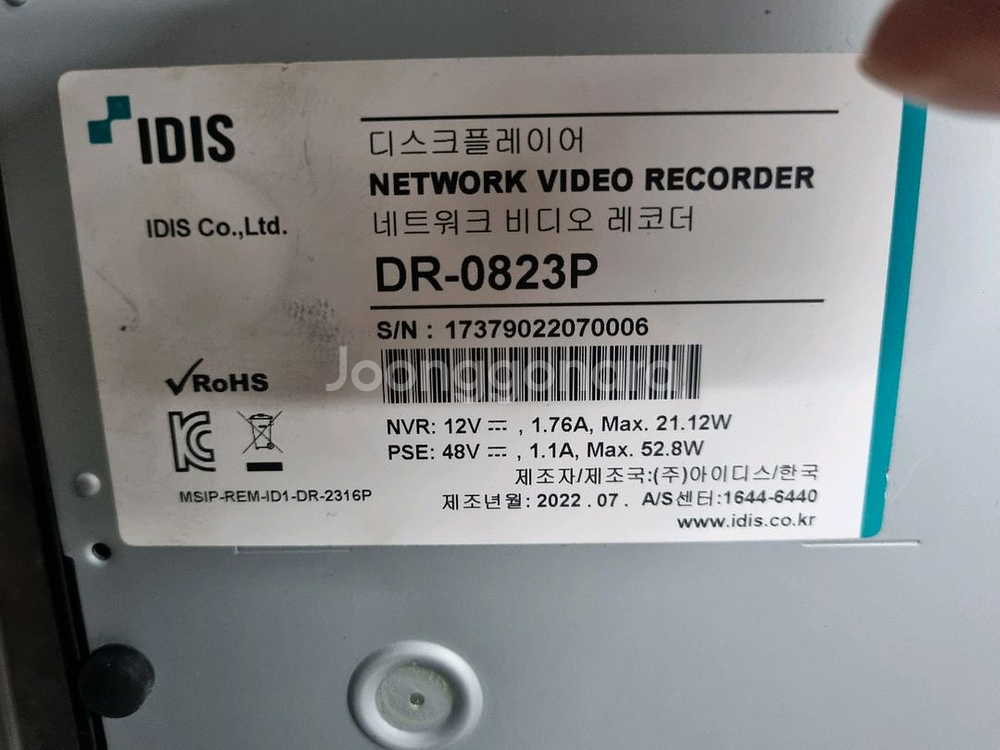 IDIS
IDIS Co.,Ltd.
디스크플레이어
NETWORK VIDEO RECORDER
네트워크 비디오 레코더
DR-0823P
S/N : 17379022070006
Joonggonara
NVR: 12V ⎓ , 1.76A, Max. 21.12W
PSE: 48V ⎓ , 1.1A, Max. 52.8W
제조자/제조국:(주)아이디스/한국
제조년월: 2022 . 07 . A/S센터:1644-6440
www.idis.co.kr
RoHS
MSIP-REM-ID1-DR-2316P